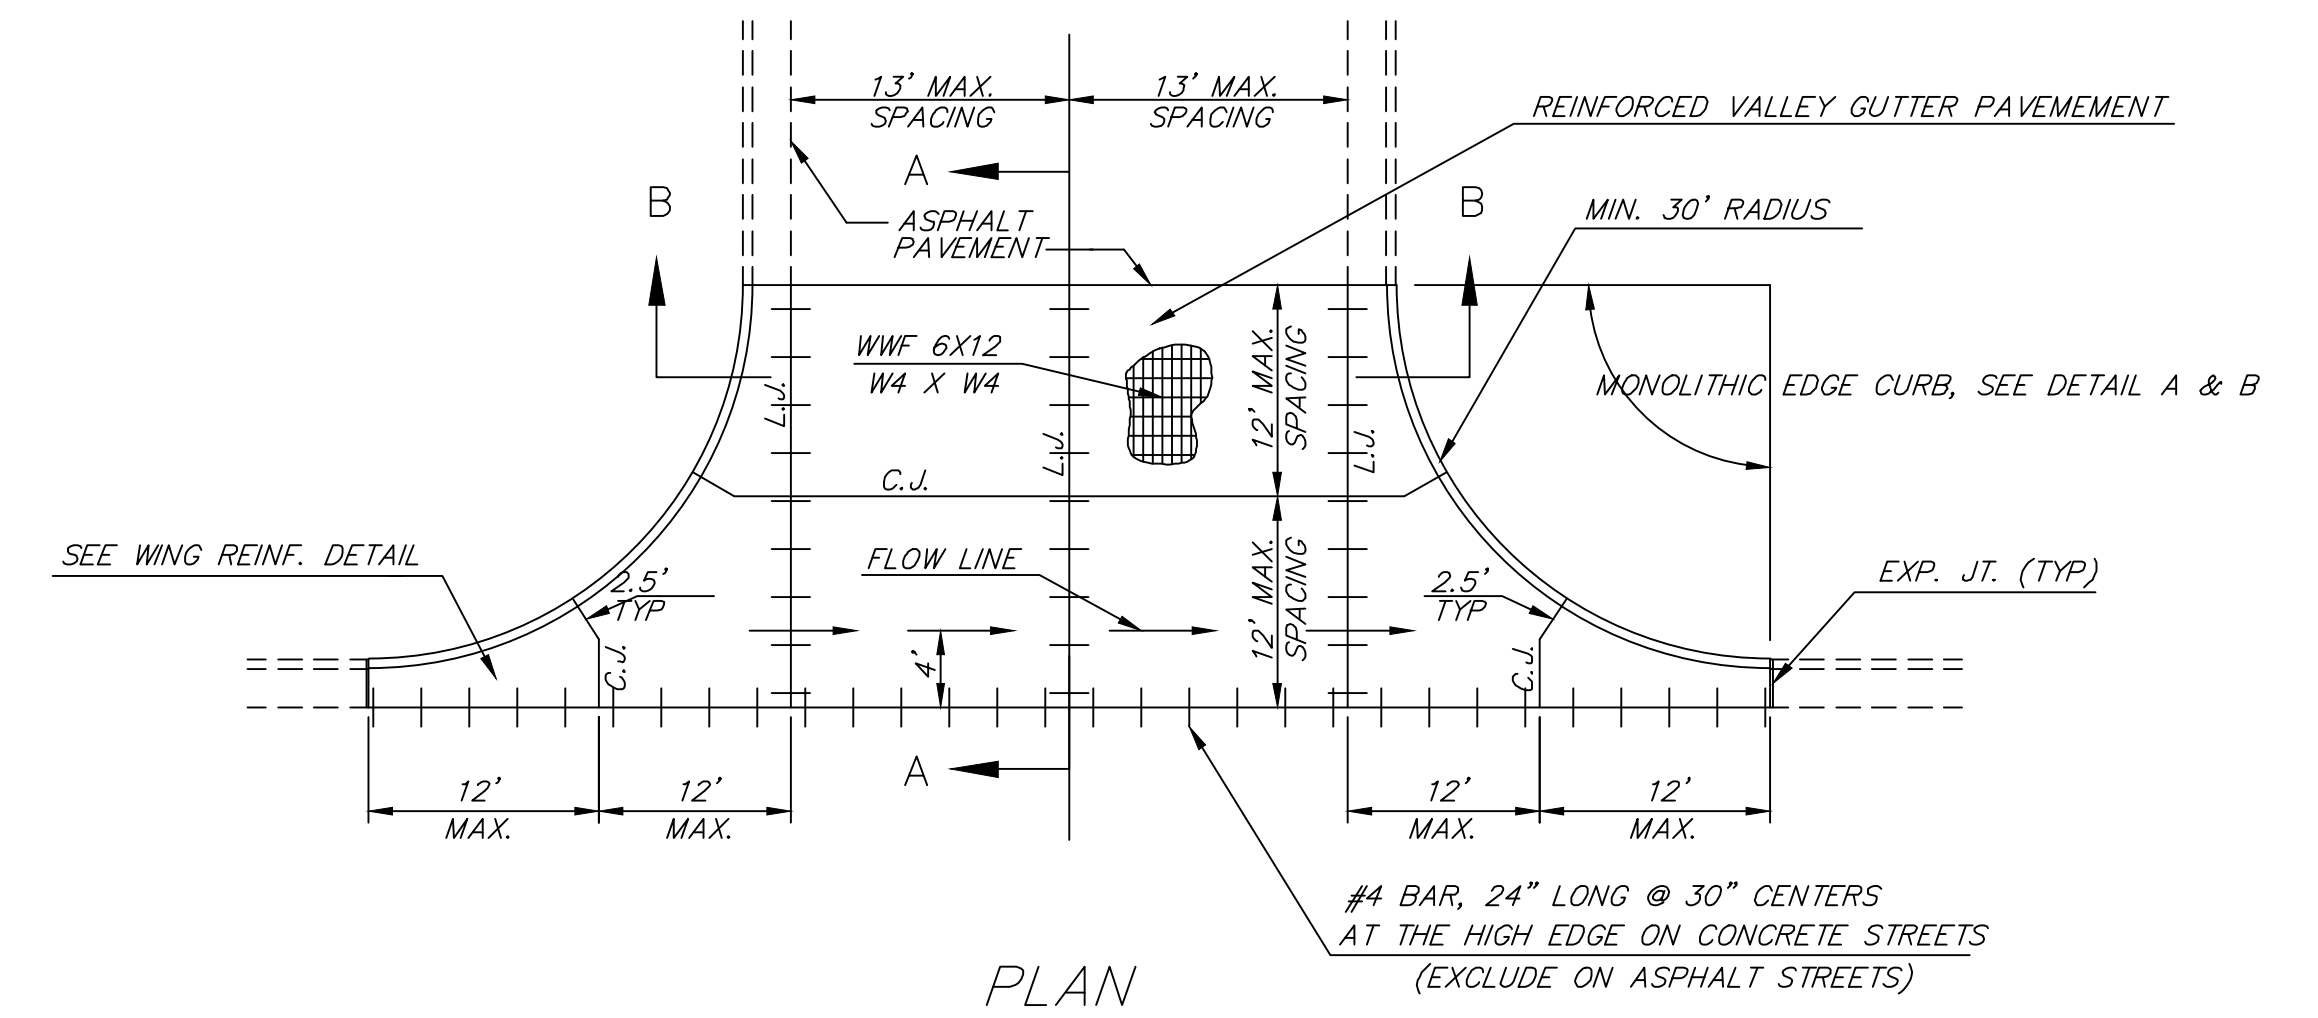 13' MAX.
SPACING
13' MAX.
SPACING
REINFORCED VALLEY GUTTER PAVEMEMENT
A
B
B
MIN. 30' RADIUS
ASPHALT
PAVEMENT
WWF 6X12
W4 X W4
L.J.
L.J.
L.J.
12' MAX.
SPACING
MONOLITHIC EDGE CURB, SEE DETAIL A & B
C.J.
SEE WING REINF. DETAIL
2.5'
TYP
FLOW LINE
12' MAX.
SPACING
2.5'
TYP
EXP. JT. (TYP)
C.J.
4'
C.J.
A
12'
MAX.
12'
MAX.
12'
MAX.
12'
MAX.
#4 BAR, 24" LONG @ 30" CENTERS
AT THE HIGH EDGE ON CONCRETE STREETS
(EXCLUDE ON ASPHALT STREETS)
PLAN